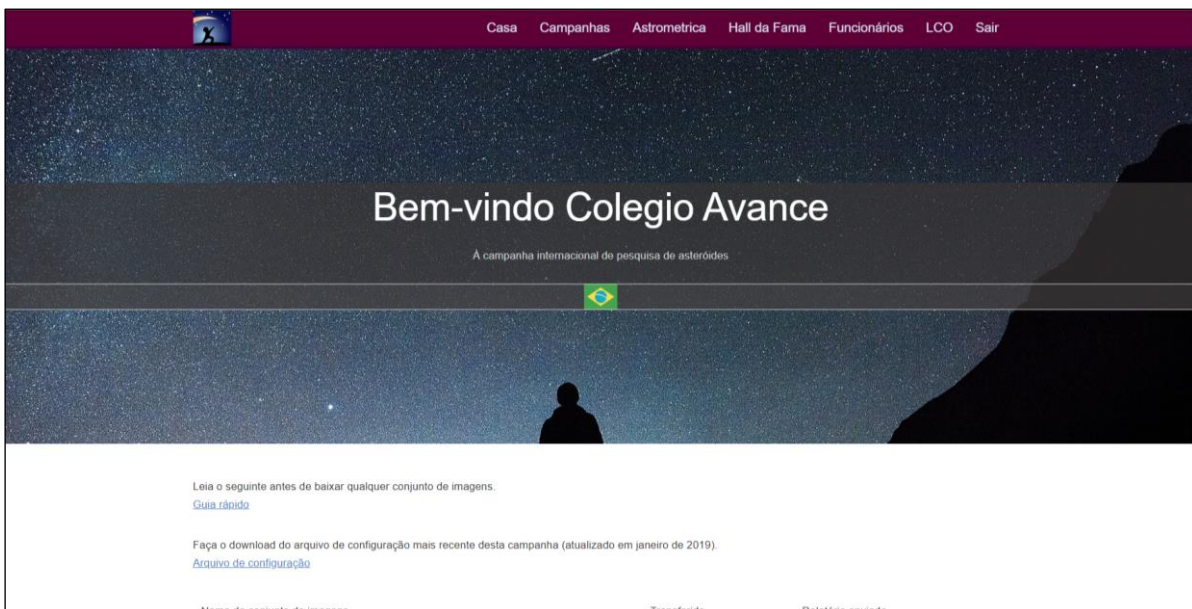 Casa Campanhas Astrometrica Hall da Fama Funcionários LCO Sair
Bem-vindo Colegio Avance
À campanha internacional de pesquisa de asteróides
Leia o seguinte antes de baixar qualquer conjunto de imagens.
Guia rápido
Faça o download do arquivo de configuração mais recente desta campanha (atualizado em janeiro de 2019).
Arquivo de configuração